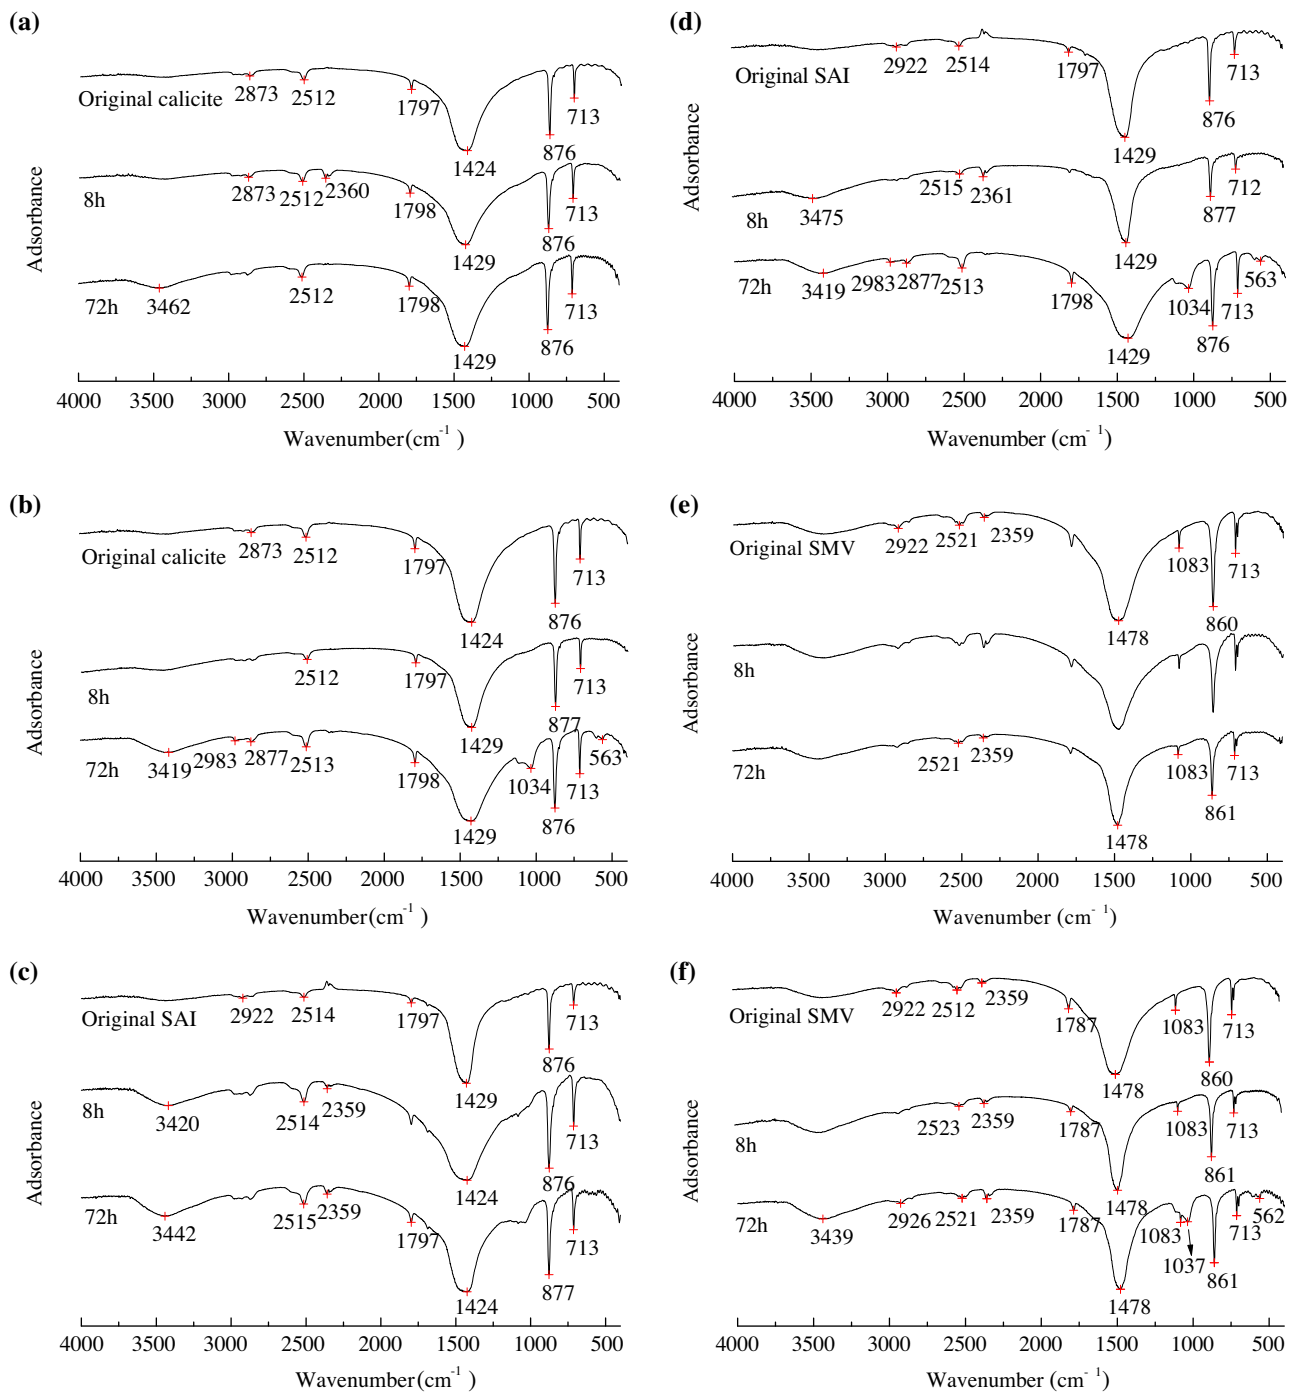 (a)
Original calicite
2873
2512
1797
1424
876
713
8h
2873
2512
2360
1798
1429
876
713
72h
3462
2512
1798
1429
876
713
Adsorbance
4000 3500 3000 2500 2000 1500 1000 500
Wavenumber(cm-1 )
(b)
Original calicite
2873
2512
1797
1424
876
713
8h
2512
1797
1429
877
713
72h
3419
2983
2877
2513
1798
1429
1034
876
713
563
Adsorbance
4000 3500 3000 2500 2000 1500 1000 500
Wavenumber(cm-1 )
(c)
Original SAI
2922
2514
1797
1429
876
713
8h
3420
2514
2359
1424
876
713
72h
3442
2515
2359
1797
1424
877
713
Adsorbance
4000 3500 3000 2500 2000 1500 1000 500
Wavenumber(cm-1 )
(d)
Original SAI
2922
2514
1797
1429
876
713
8h
3475
2515
2361
1429
877
712
72h
3419
2983
2877
2513
1798
1429
1034
876
713
563
Adsorbance
4000 3500 3000 2500 2000 1500 1000 500
Wavenumber(cm- 1 )
(e)
Original SMV
2922
2521
2359
1478
1083
860
713
8h
72h
2521
2359
1478
1083
861
713
Adsorbance
4000 3500 3000 2500 2000 1500 1000 500
Wavenumber (cm- 1)
(f)
Original SMV
2922
2512
2359
1787
1478
1083
860
713
8h
2523
2359
1787
1478
1083
861
713
72h
3439
2926
2521
2359
1787
1478
1083
1037
861
713
562
Adsorbance
4000 3500 3000 2500 2000 1500 1000 500
Wavenumber (cm- 1)